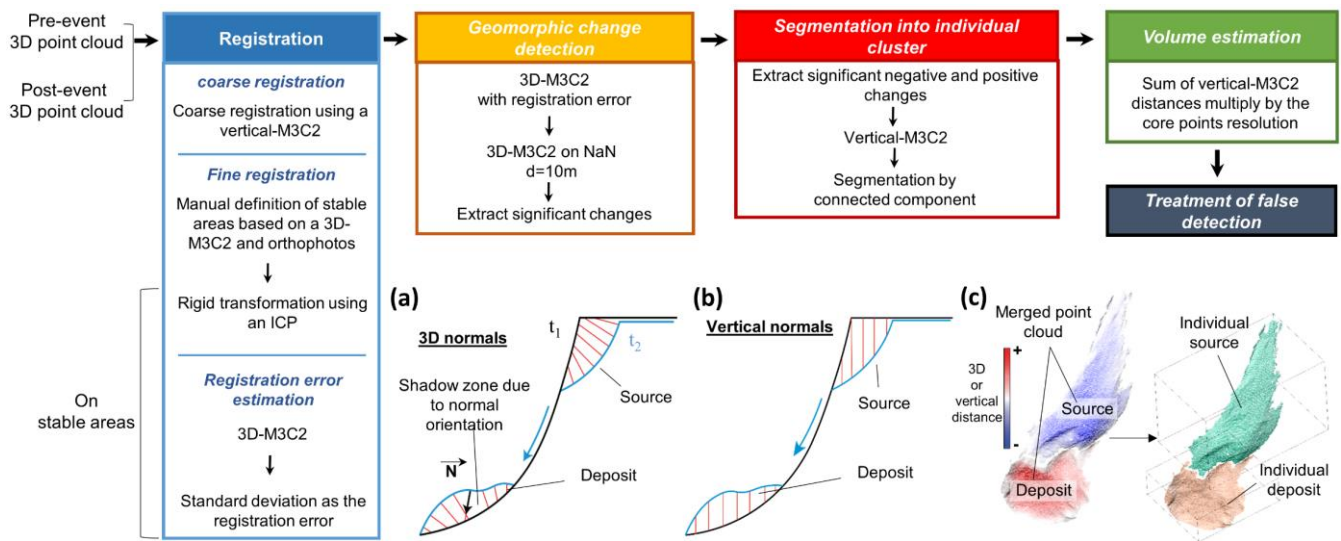 Pre-event
3D point cloud
Post-event
3D point cloud
Registration
coarse registration
Coarse registration using a
vertical-M3C2
Fine registration
Manual definition of stable
areas based on a 3D-
M3C2 and orthophotos
Rigid transformation using
an ICP
Registration error
estimation
3D-M3C2
Standard deviation as the
registration error
On
stable areas
Geomorphic change
detection
3D-M3C2
with registration error
3D-M3C2 on NaN
d=10m
Extract significant changes
Segmentation into individual
cluster
Extract significant negative and positive
changes
Vertical-M3C2
Segmentation by
connected component
Volume estimation
Sum of vertical-M3C2
distances multiply by the
core points resolution
Treatment of false
detection
(a)
3D normals
t1
t2
Shadow zone due
to normal
orientation
Source
N
Deposit
(b)
Vertical normals
Source
Deposit
(c)
Merged point
cloud
+
3D
or
vertical
distance
-
Source
Deposit
Individual
source
Individual
deposit